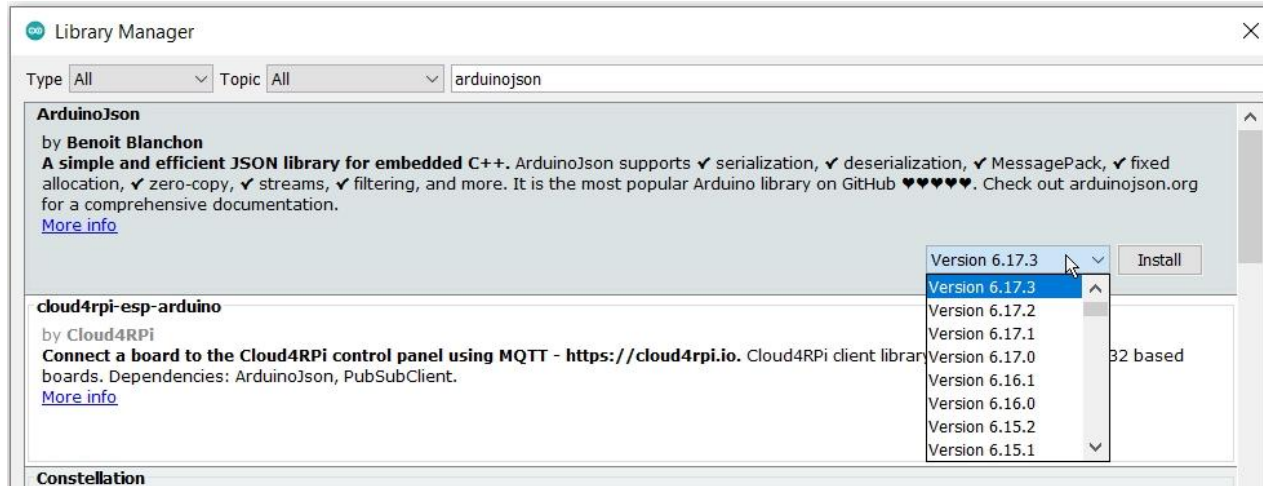 Library Manager
Type All Topic All arduinojson
ArduinoJson
by Benoit Blanchon
A simple and efficient JSON library for embedded C++. ArduinoJson supports ✔ serialization, ✔ deserialization, ✔ MessagePack, ✔ fixed
allocation, ✔ zero-copy, ✔ streams, ✔ filtering, and more. It is the most popular Arduino library on GitHub ♥♥♥♥♥. Check out arduinojson.org
for a comprehensive documentation.
More info
Version 6.17.3 Install
Version 6.17.3
Version 6.17.2
Version 6.17.1
Version 6.17.0
Version 6.16.1
Version 6.16.0
Version 6.15.2
Version 6.15.1
cloud4rpi-esp-arduino
by Cloud4RPi
Connect a board to the Cloud4RPi control panel using MQTT - https://cloud4rpi.io. Cloud4RPi client library 32 based
boards. Dependencies: ArduinoJson, PubSubClient.
More info
Constellation